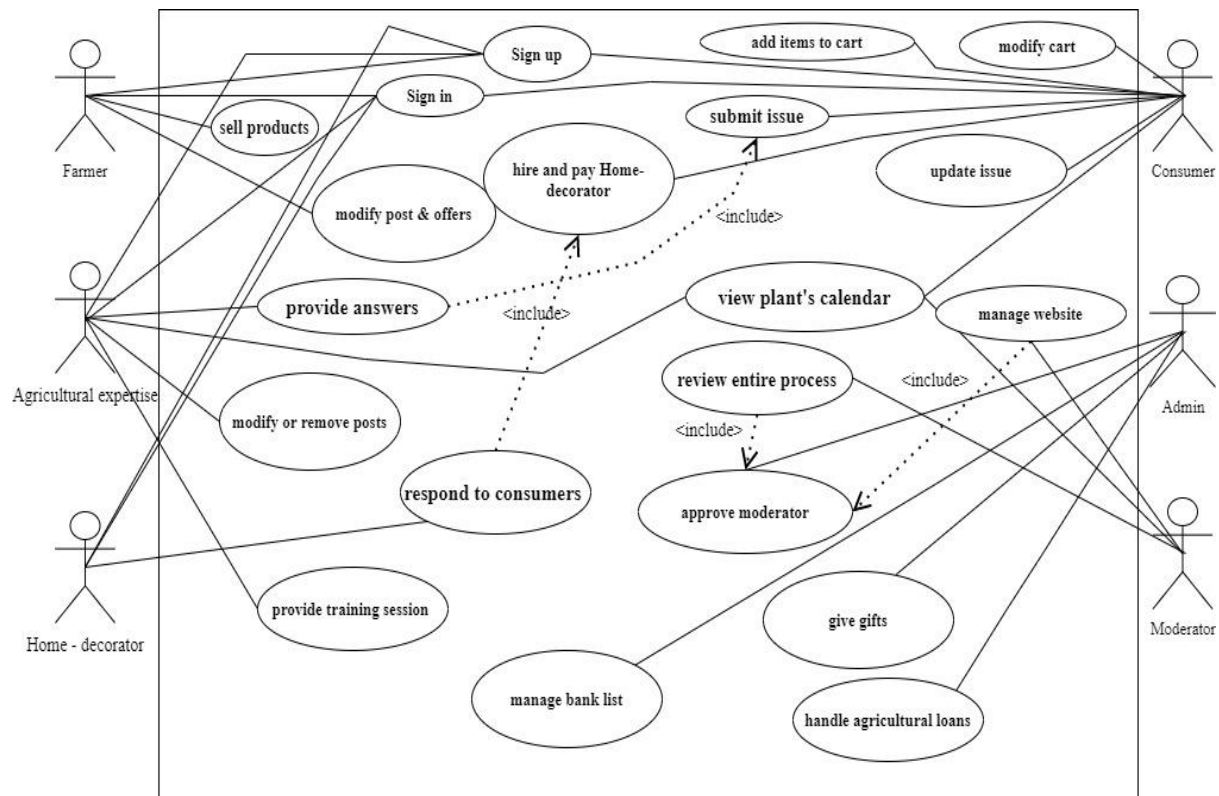 Sign up
add items to cart
modify cart
Sign in
sell products
submit issue
Farmer
hire and pay Home-
decorator
update issue
Consumer
modify post & offers
<include>
provide answers
<include>
view plant's calendar
manage website
review entire process
<include>
Agricultural expertise
Admin
modify or remove posts
<include>
respond to consumers
approve moderator
provide training session
give gifts
Home - decorator
Moderator
manage bank list
handle agricultural loans